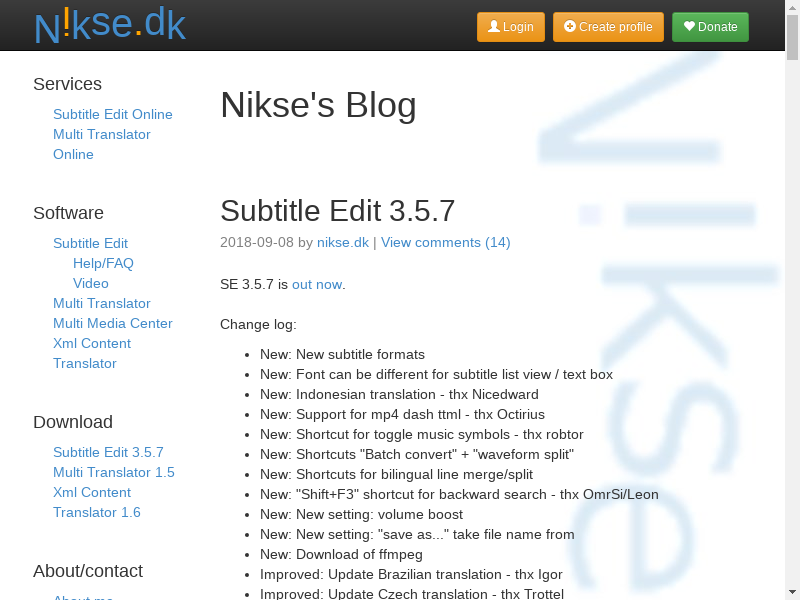 N!kse.dk
Login
Create profile
Donate
Services
Subtitle Edit Online
Multi Translator
Online
Software
Subtitle Edit
Help/FAQ
Video
Multi Translator
Multi Media Center
Xml Content
Translator
Download
Subtitle Edit 3.5.7
Multi Translator 1.5
Xml Content
Translator 1.6
About/contact
About me
Nikse's Blog
Subtitle Edit 3.5.7
2018-09-08 by nikse.dk | View comments (14)
SE 3.5.7 is out now.
Change log:
• New: New subtitle formats
• New: Font can be different for subtitle list view / text box
• New: Indonesian translation - thx Nicedward
• New: Support for mp4 dash ttml - thx Octirius
• New: Shortcut for toggle music symbols - thx robtor
• New: Shortcuts "Batch convert" + "waveform split"
• New: Shortcuts for bilingual line merge/split
• New: "Shift+F3" shortcut for backward search - thx OmrSi/Leon
• New: New setting: volume boost
• New: New setting: "save as..." take file name from
• New: Download of ffmpeg
• Improved: Update Brazilian translation - thx Igor
• Improved: Update Czech translation - thx Trottel
N!kse